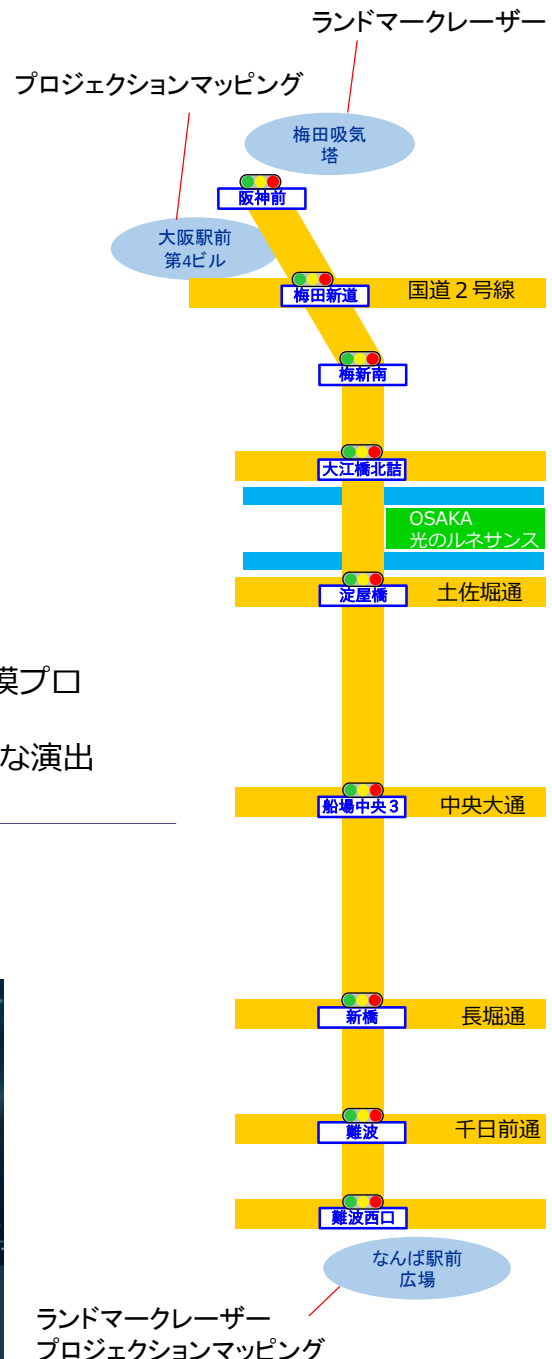 ランドマークレーザー
プロジェクションマッピング
梅田吸気
塔
阪神前
大阪駅前
第4ビル
梅田新道
国道２号線
梅新南
大江橋北詰
OSAKA
光のルネサンス
淀屋橋
土佐堀通
模プロ
な演出
船場中央３
中央大通
新橋
長堀通
難波
千日前通
難波西口
なんば駅前
広場
ランドマークレーザー
プロジェクションマッピング